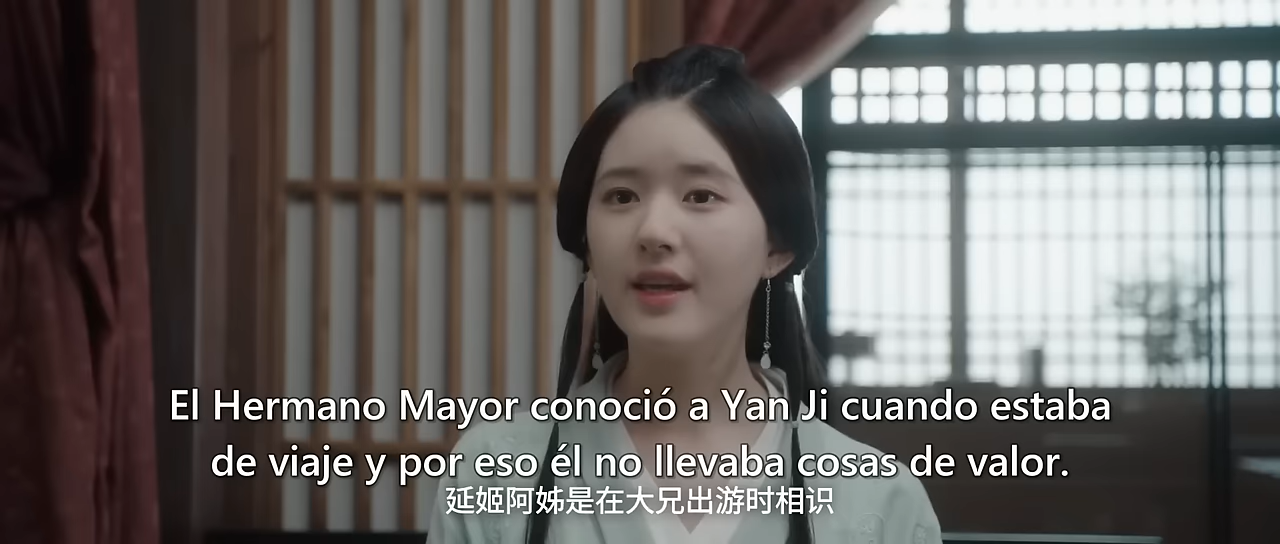 El Hermano Mayor conoció a Yan Ji cuando estaba
de viaje y por eso él no llevaba cosas de valor.
延姬阿姊是在大兄出游时相识